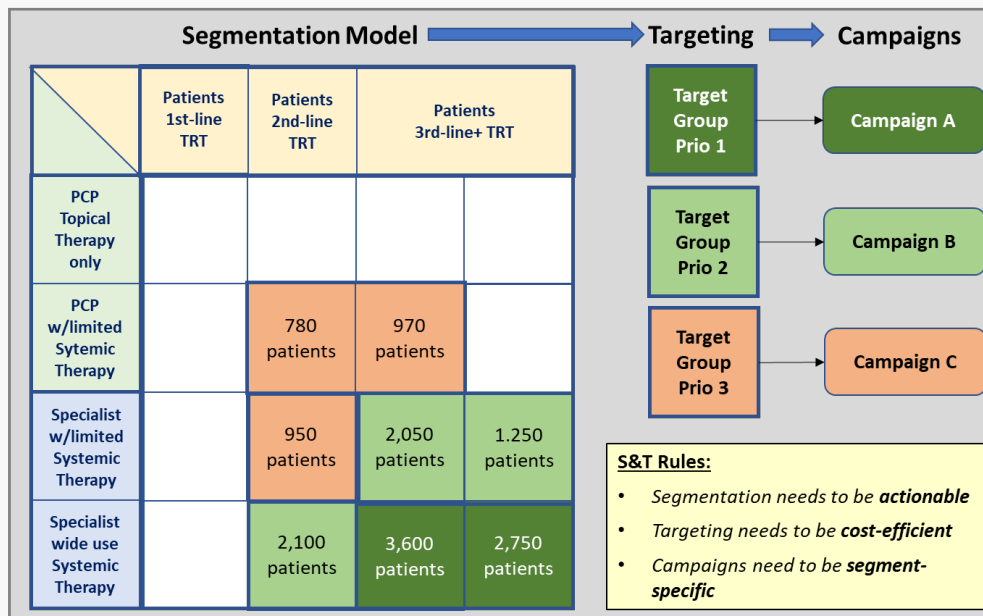 Segmentation Model
Targeting
Campaigns
Patients
1st-line
TRT
Patients
2nd-line
TRT
Patients
3rd-line+ TRT
PCP
Topical
Therapy
only
PCP
w/limited
Sytemic
Therapy
780
patients
970
patients
Specialist
w/limited
Systemic
Therapy
950
patients
2,050
patients
1.250
patients
Specialist
wide use
Systemic
Therapy
2,100
patients
3,600
patients
2,750
patients
Target
Group
Prio 1
Campaign A
Target
Group
Prio 2
Campaign B
Target
Group
Prio 3
Campaign C
S&T Rules:
• Segmentation needs to be actionable
• Targeting needs to be cost-efficient
• Campaigns need to be segment-
specific